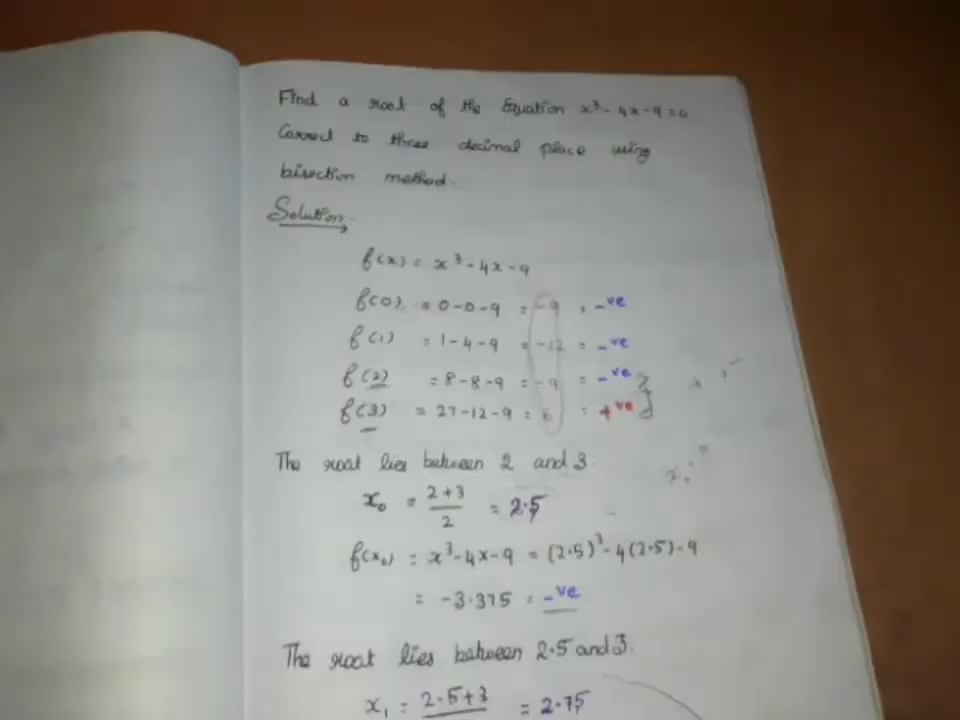 Find a root of the Equation x³-4x-9=0
Correct to three decimal place using
bisection method.
Solution
f(x) = x³-4x-9
f(0) = 0-0-9 = -9 = -ve
f(1) = 1-4-9 = -12 = -ve
f(2) = 8-8-9 = -9 = -ve
f(3) = 27-12-9 = 6 = +ve
The root lies between 2 and 3.
x₀ = 2+3/2 = 2.5
f(x₀) = x³-4x-9 = (2.5)³-4(2.5)-9
= -3.375 = -ve
The root lies between 2.5 and 3.
x₁ = 2.5+3 = 2.75